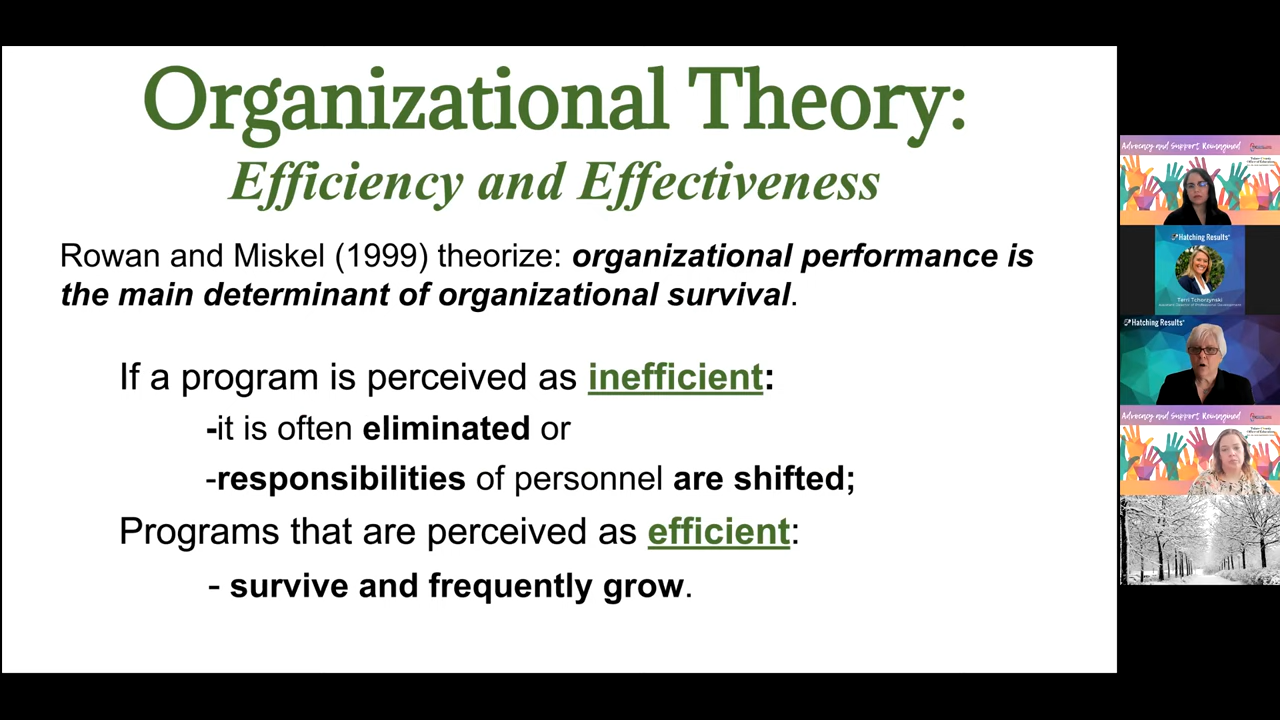 Organizational Theory:
Efficiency and Effectiveness
Rowan and Miskel (1999) theorize: organizational performance is
the main determinant of organizational survival.
If a program is perceived as inefficient:
-it is often eliminated or
-responsibilities of personnel are shifted;
Programs that are perceived as efficient:
- survive and frequently grow.
Advocacy and Support Reimagined
Hatching Results
Terri Tchorzynski
Hatching Results
Advocacy and Support Reimagined